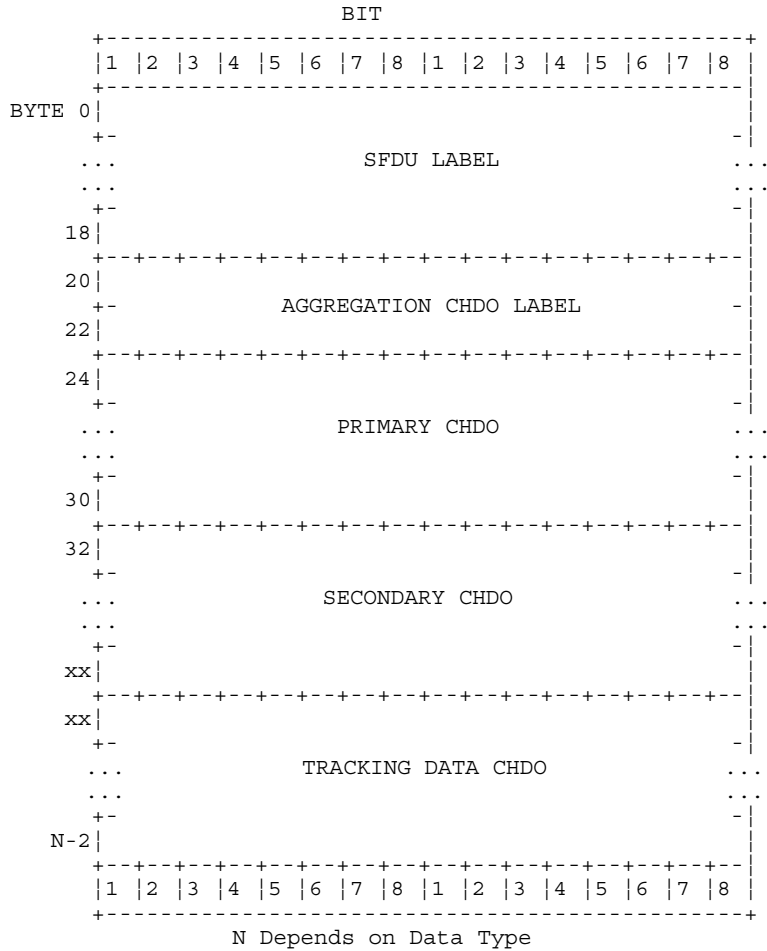 BIT
+-----------------------------------------------+
|1 |2 |3 |4 |5 |6 |7 |8 |1 |2 |3 |4 |5 |6 |7 |8 |
+-----------------------------------------------|
BYTE 0| |
+- -|
... SFDU LABEL ...
... ...
+- -|
18| |
+--+--+--+--+--+--+--+--+--+--+--+--+--+--+--+--|
20| |
+- AGGREGATION CHDO LABEL -|
22| |
+--+--+--+--+--+--+--+--+--+--+--+--+--+--+--+--|
24| |
+- -|
... PRIMARY CHDO ...
... ...
+- -|
30| |
+--+--+--+--+--+--+--+--+--+--+--+--+--+--+--+--|
32| |
+- -|
... SECONDARY CHDO ...
... ...
+- -|
xx| |
+--+--+--+--+--+--+--+--+--+--+--+--+--+--+--+--|
xx| |
+- -|
... TRACKING DATA CHDO ...
... ...
+- -|
N-2| |
+--+--+--+--+--+--+--+--+--+--+--+--+--+--+--+--|
|1 |2 |3 |4 |5 |6 |7 |8 |1 |2 |3 |4 |5 |6 |7 |8 |
+-----------------------------------------------+
N Depends on Data Type